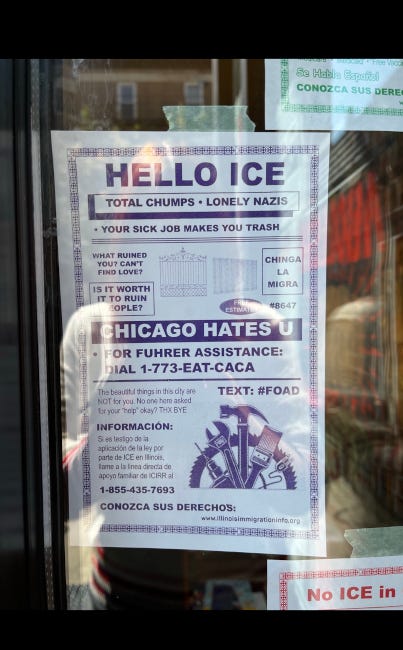 Medicaid • Free Vacc
Se Habla Español
CONOZCA SUS DEREC
HELLO ICE
TOTAL CHUMPS • LONELY NAZIS
• YOUR SICK JOB MAKES YOU TRASH
WHAT RUINED
YOU? CAN'T
FIND LOVE?
CHINGA
LA
MIGRA
IS IT WORTH
IT TO RUIN
PEOPLE?
FREE
ESTIMATES
#8647
CHICAGO HATES U
• FOR FUHRER ASSISTANCE:
DIAL 1-773-EAT-CACA
The beautiful things in this city are
NOT for you. No one here asked
for your "help" okay? THX BYE
TEXT: #FOAD
INFORMACIÓN:
Si es testigo de la
aplicación de la ley por
parte de ICE en Illinois,
llame a la línea directa de
apoyo familiar de ICIRR al
1-855-435-7693
CONOZCA SUS DERECHOS:
www.illinoisimmigrationinfo.org
No ICE in